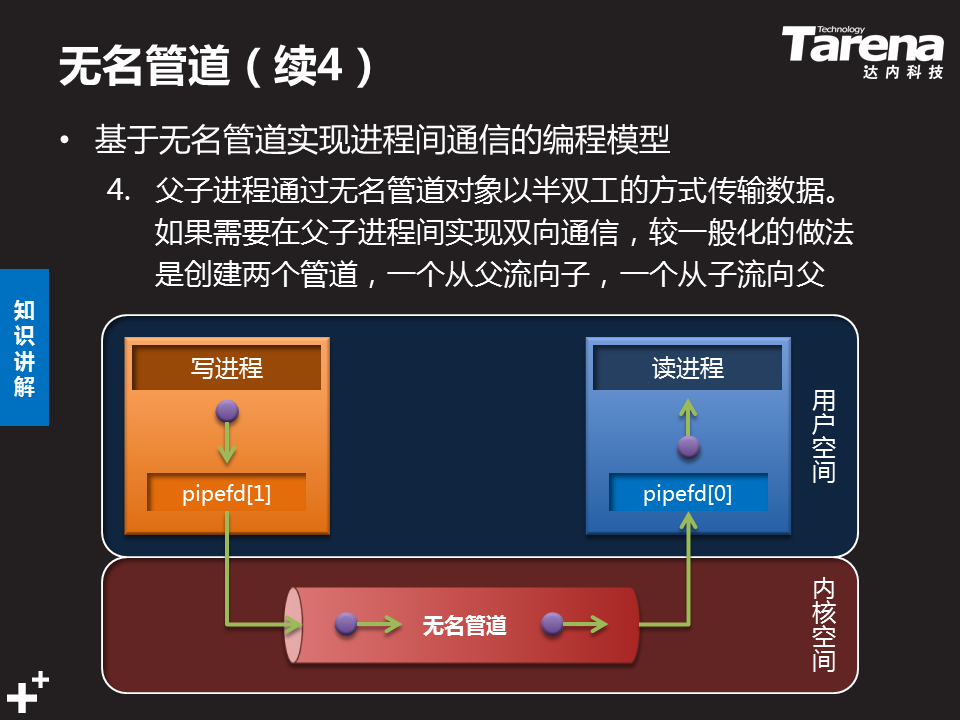 无名管道（续4）
Technology
Tarena
达内科技
• 基于无名管道实现进程间通信的编程模型
4. 父子进程通过无名管道对象以半双工的方式传输数据。
如果需要在父子进程间实现双向通信，较一般化的做法
是创建两个管道，一个从父流向子，一个从子流向父
知识讲解
写进程
读进程
用户空间
pipefd[1]
pipefd[0]
内核空间
无名管道